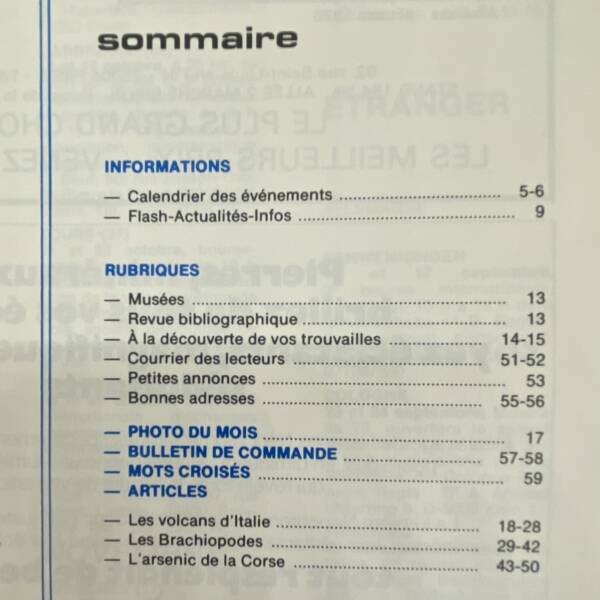 sommaire
INFORMATIONS
— Calendrier des événements ........ 5-6
— Flash-Actualités-Infos ........ 9
RUBRIQUES
— Musées ........ 13
— Revue bibliographique ........ 13
— À la découverte de vos trouvailles ........ 14-15
— Courrier des lecteurs ........ 51-52
— Petites annonces ........ 53
— Bonnes adresses ........ 55-56
— PHOTO DU MOIS ........ 17
— BULLETIN DE COMMANDE ........ 57-58
— MOTS CROISÉS ........ 59
— ARTICLES
— Les volcans d'Italie ........ 18-28
— Les Brachiopodes ........ 29-42
— L'arsenic de la Corse ........ 43-50